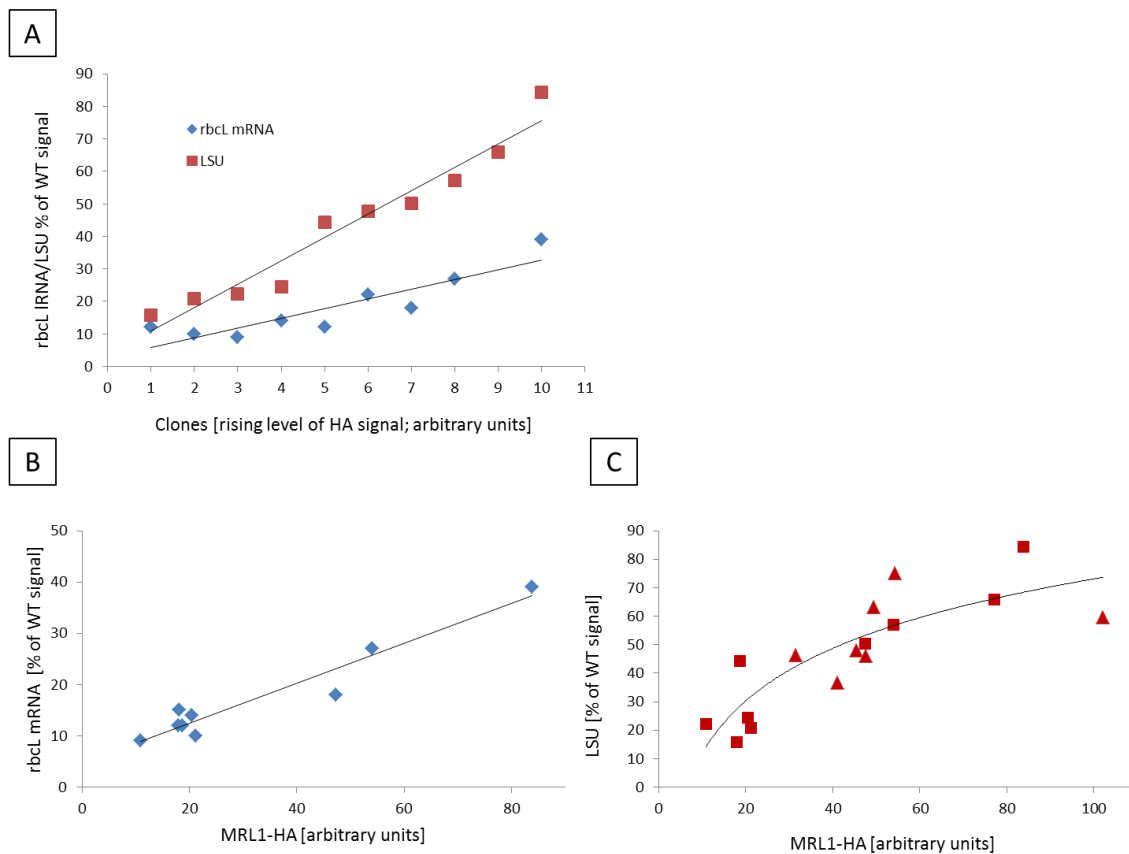 A
rbcL lRNA/LSU % of WT signal
90
80
70
60
50
40
30
20
10
0
rbcL mRNA
LSU
0 1 2 3 4 5 6 7 8 9 10 11
Clones [rising level of HA signal; arbitrary units]
B
rbcL mRNA [% of WT signal]
50
40
30
20
10
0
0 20 40 60 80
MRL1-HA [arbitrary units]
C
LSU [% of WT signal]
90
80
70
60
50
40
30
20
10
0
0 20 40 60 80 100
MRL1-HA [arbitrary units]